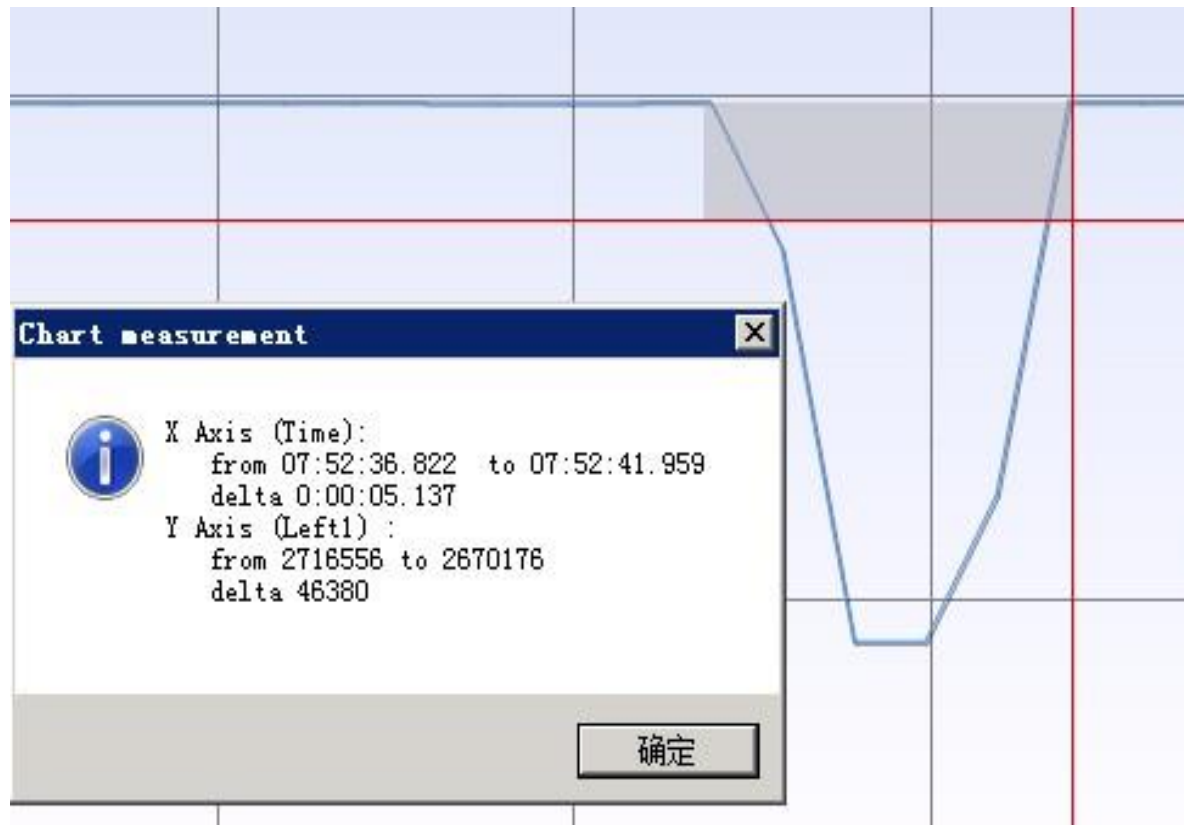 Chart measurement
X Axis (Time):
from 07:52:36.822 to 07:52:41.959
delta 0:00:05.137
Y Axis (Left1) :
from 2716556 to 2670176
delta 46380
确定